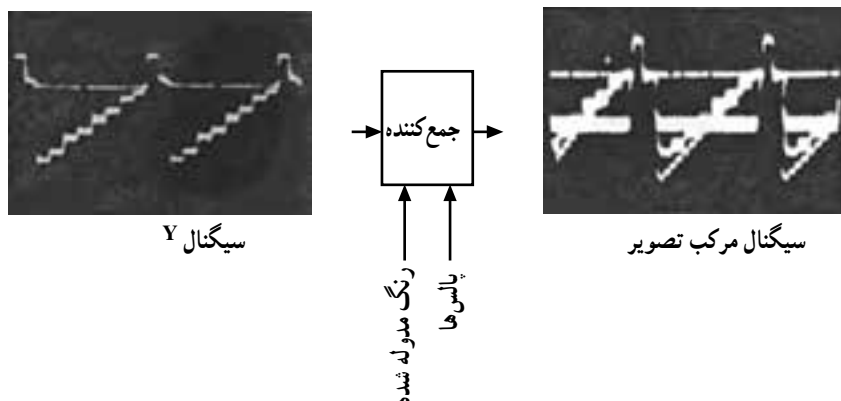 جمع‌کننده
سیگنال Y
سیگنال مرکب تصویر
رنگ مدوله شده
پالس‌ها